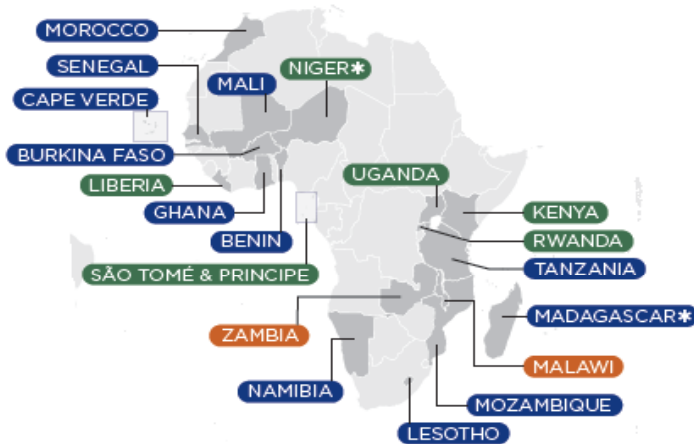 MOROCCO
SENEGAL
NIGER*
MALI
CAPE VERDE
BURKINA FASO
UGANDA
LIBERIA
GHANA
KENYA
BENIN
RWANDA
TANZANIA
SÃO TOMÉ & PRINCIPE
MADAGASCAR*
ZAMBIA
MALAWI
NAMIBIA
MOZAMBIQUE
LESOTHO